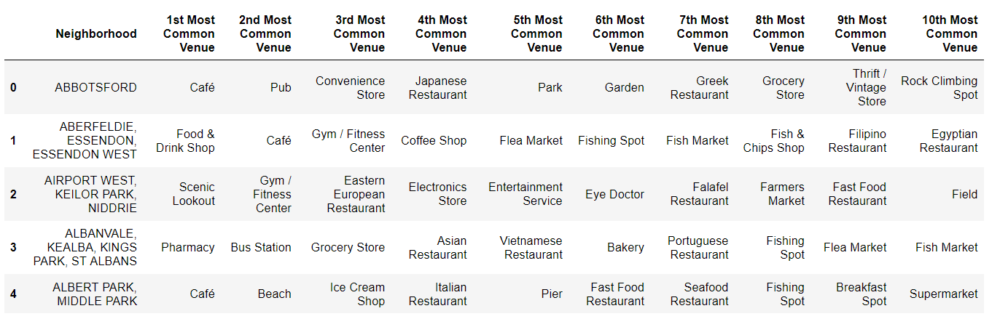 Neighborhood 1st Most Common Venue 2nd Most Common Venue 3rd Most Common Venue 4th Most Common Venue 5th Most Common Venue 6th Most Common Venue 7th Most Common Venue 8th Most Common Venue 9th Most Common Venue 10th Most Common Venue
0 ABBOTSFORD Café Pub Convenience Store Japanese Restaurant Park Garden Greek Restaurant Grocery Store Thrift / Vintage Store Rock Climbing Spot
1 ABERFELDIE, ESSENDON, ESSENDON WEST Food & Drink Shop Café Gym / Fitness Center Coffee Shop Flea Market Fishing Spot Fish Market Fish & Chips Shop Filipino Restaurant Egyptian Restaurant
2 AIRPORT WEST, KEILOR PARK, NIDDRIE Scenic Lookout Gym / Fitness Center Eastern European Restaurant Electronics Store Entertainment Service Eye Doctor Falafel Restaurant Farmers Market Fast Food Restaurant Field
3 ALBANVALE, KEALBA, KINGS PARK, ST ALBANS Pharmacy Bus Station Grocery Store Asian Restaurant Vietnamese Restaurant Bakery Portuguese Restaurant Fishing Spot Flea Market Fish Market
4 ALBERT PARK, MIDDLE PARK Café Beach Ice Cream Shop Italian Restaurant Pier Fast Food Restaurant Seafood Restaurant Fishing Spot Breakfast Spot Supermarket